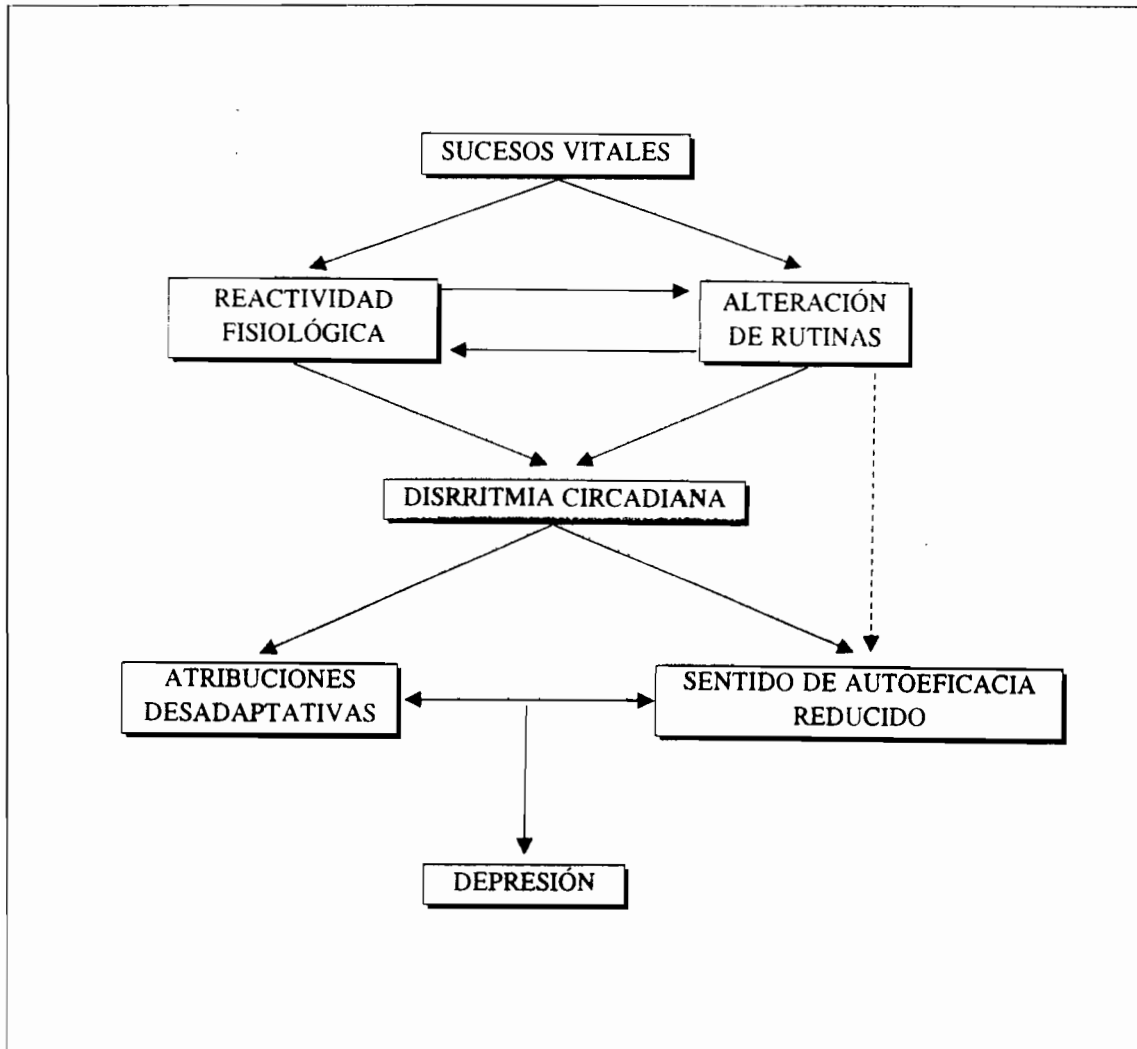 SUCESOS VITALES
REACTIVIDAD
FISIOLÓGICA
ALTERACIÓN
DE RUTINAS
DISRRITMIA CIRCADIANA
ATRIBUCIONES
DESADAPTATIVAS
SENTIDO DE AUTOEFICACIA
REDUCIDO
DEPRESIÓN